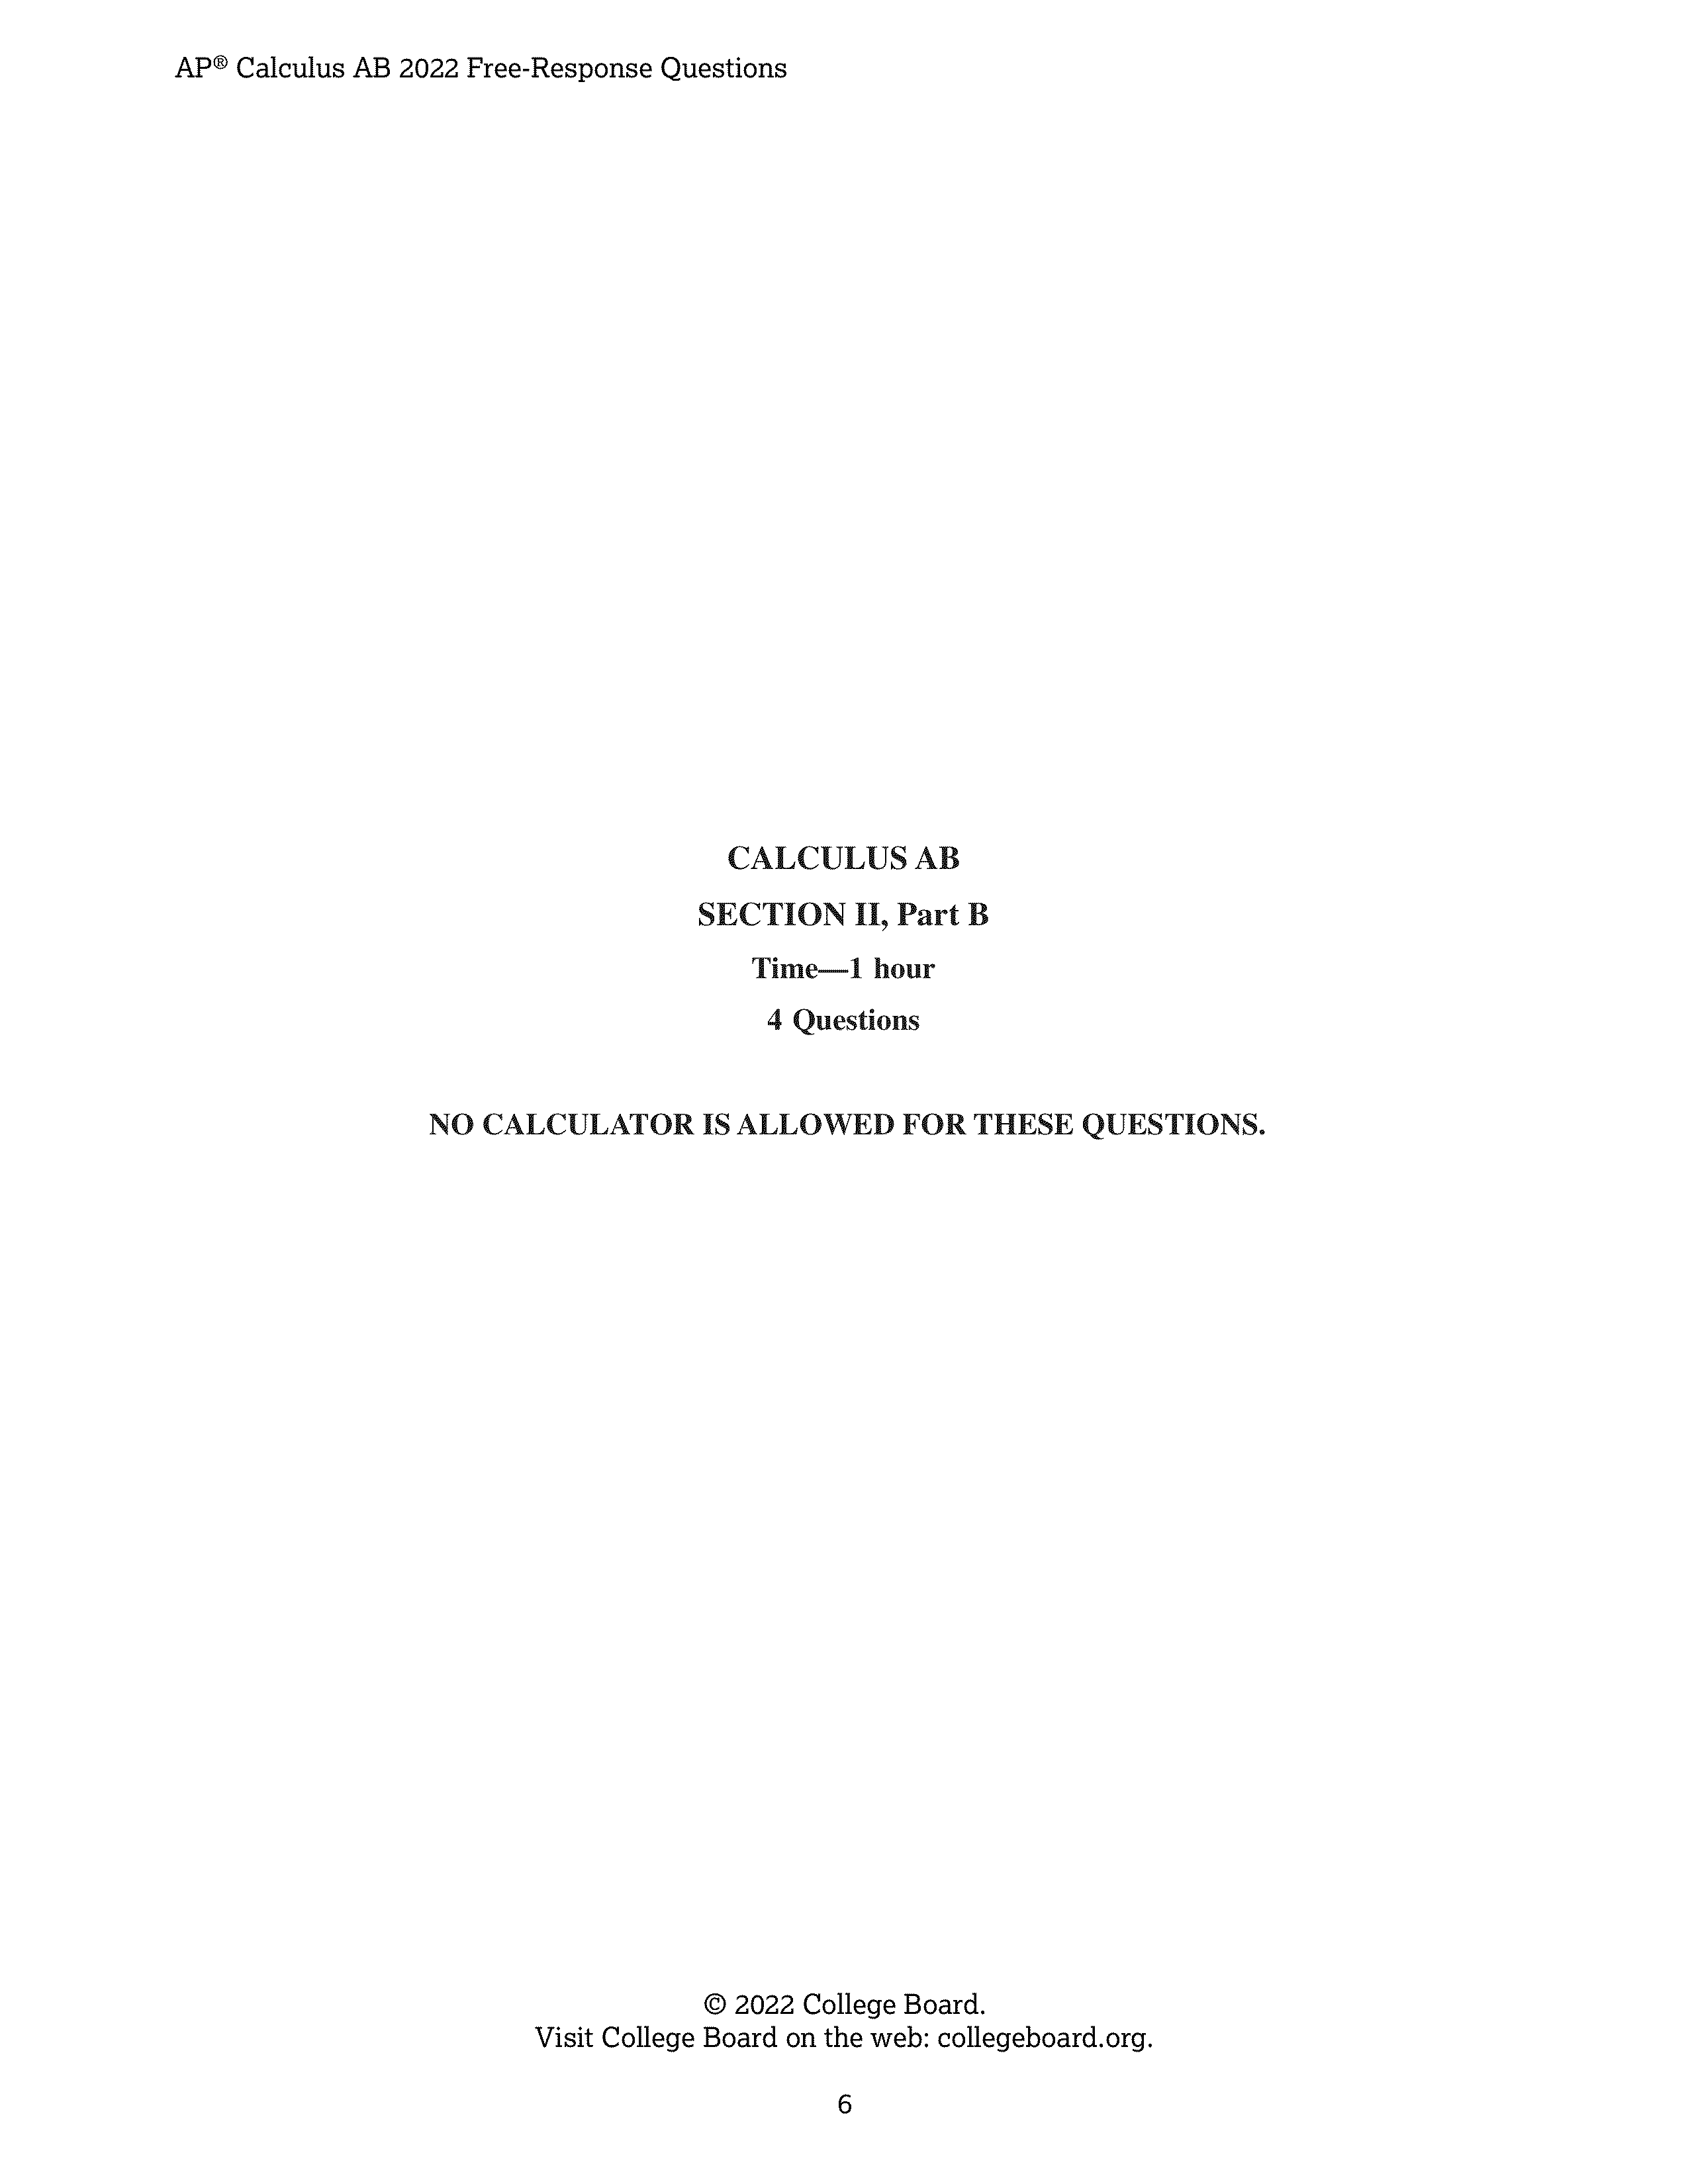 AP® Calculus AB 2022 Free-Response Questions
CALCULUS AB
SECTION II, Part B
Time—1 hour
4 Questions
NO CALCULATOR IS ALLOWED FOR THESE QUESTIONS.
© 2022 College Board.
Visit College Board on the web: collegeboard.org.
6